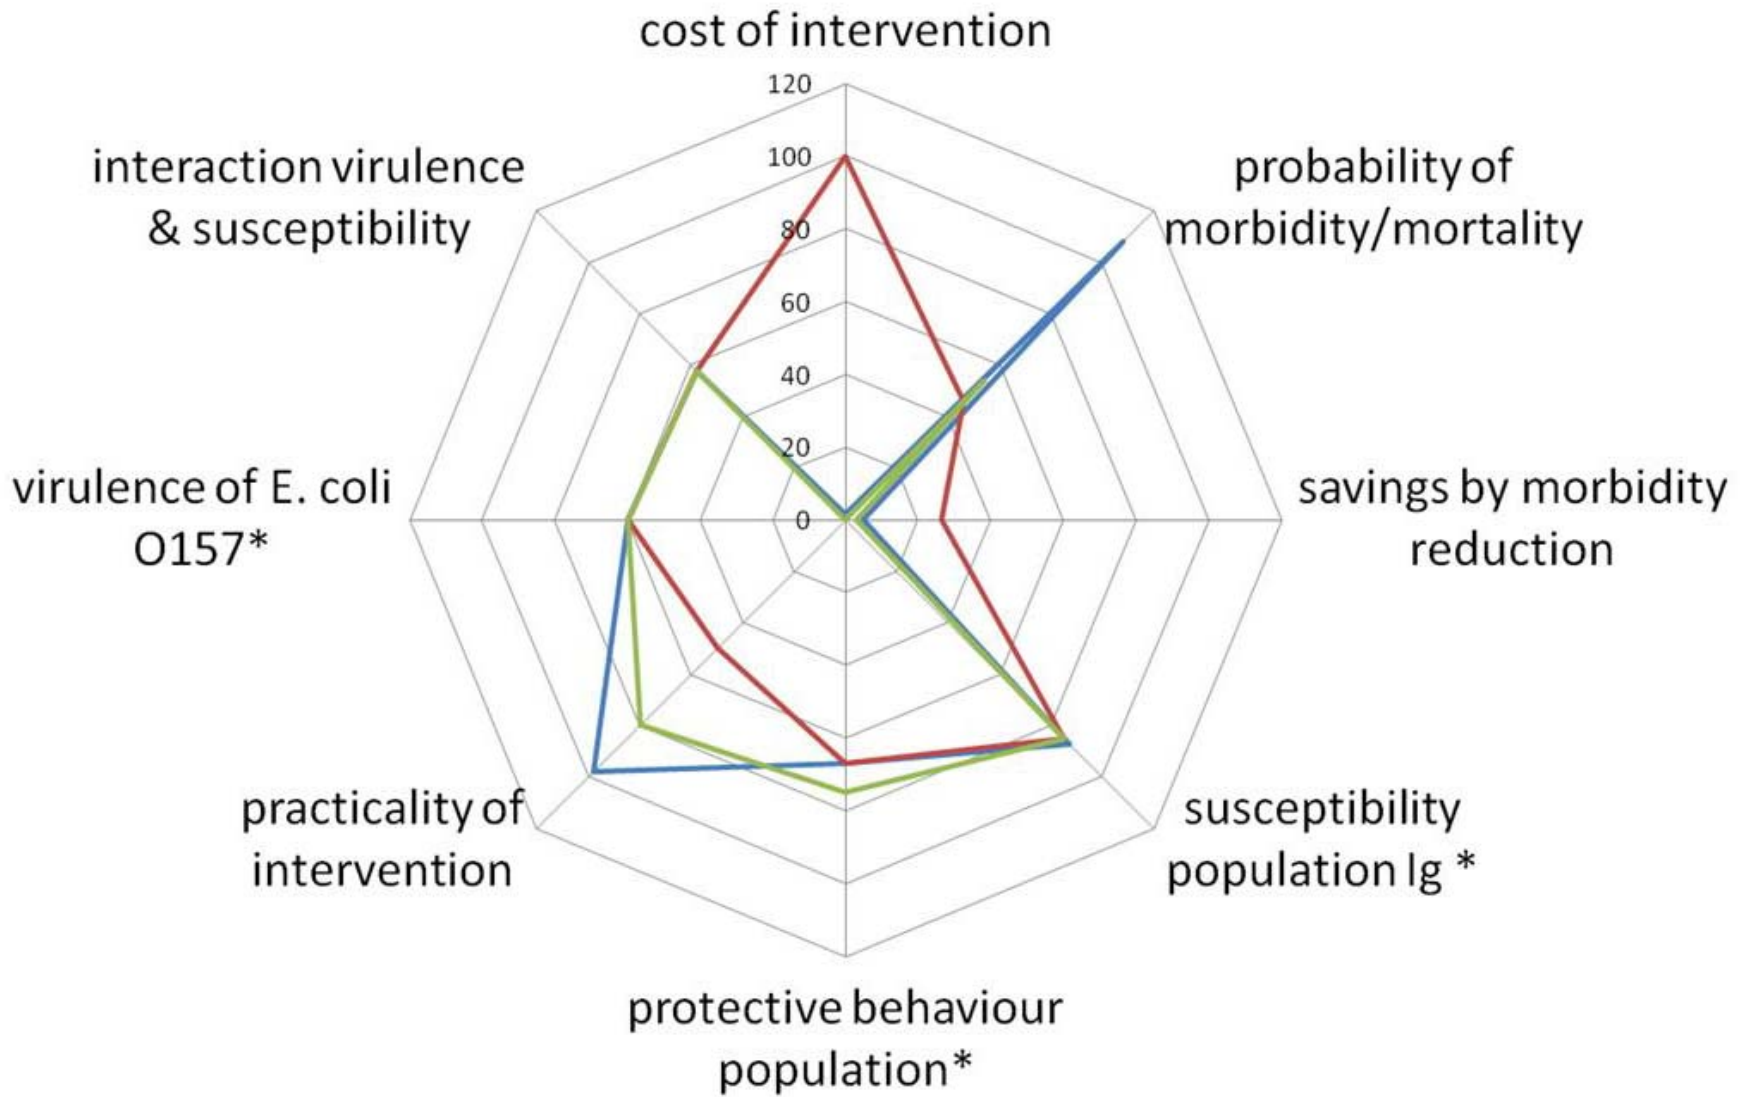 cost of intervention
120
100
80
60
40
20
0
interaction virulence
& susceptibility
probability of
morbidity/mortality
virulence of E. coli
O157*
savings by morbidity
reduction
practicality of
intervention
susceptibility
population Ig *
protective behaviour
population*